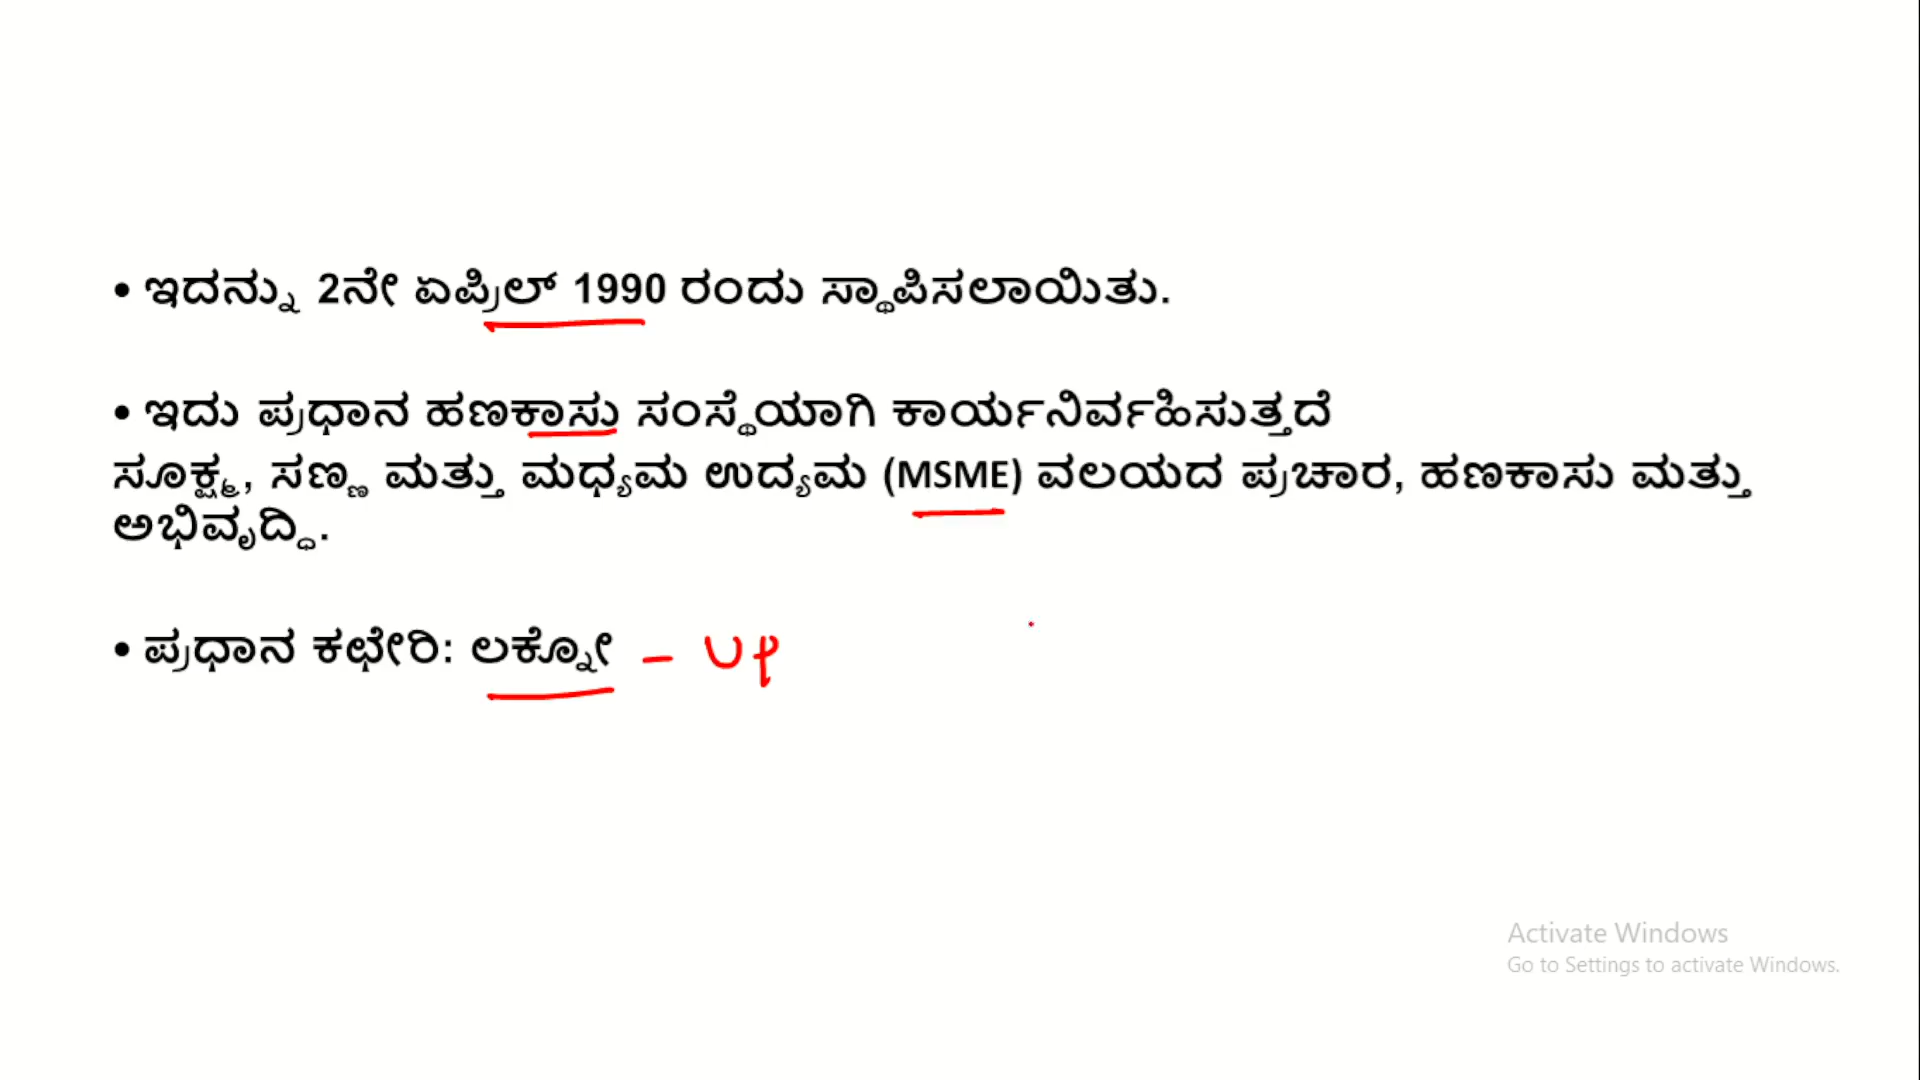 • ಇದನ್ನು 2ನೇ ಏಪ್ರಿಲ್ 1990 ರಂದು ಸ್ಥಾಪಿಸಲಾಯಿತು.
• ಇದು ಪ್ರಧಾನ ಹಣಕಾಸು ಸಂಸ್ಥೆಯಾಗಿ ಕಾರ್ಯನಿರ್ವಹಿಸುತ್ತದೆ
ಸೂಕ್ಷ್ಮ, ಸಣ್ಣ ಮತ್ತು ಮಧ್ಯಮ ಉದ್ಯಮ (MSME) ವಲಯದ ಪ್ರಚಾರ, ಹಣಕಾಸು ಮತ್ತು
ಅಭಿವೃದ್ಧಿ.
• ಪ್ರಧಾನ ಕಛೇರಿ: ಲಕ್ನೋ - UP
Activate Windows
Go to Settings to activate Windows.